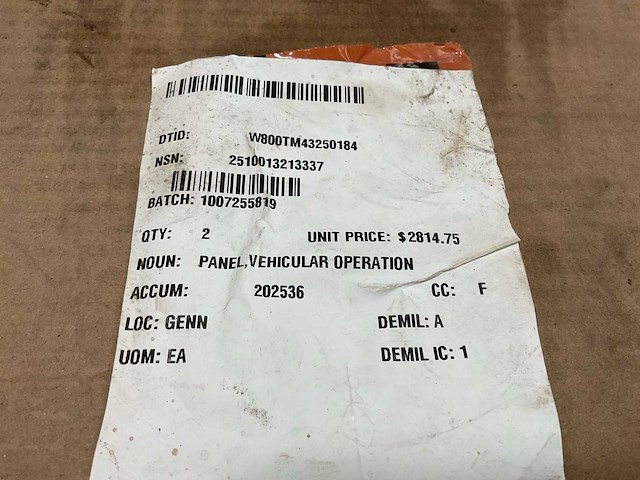 DTID: W800TM43250184
NSN: 2510013213337
BATCH: 1007255819
QTY: 2 UNIT PRICE: $2814.75
NOUN: PANEL,VEHICULAR OPERATION
ACCUM: 202536 CC: F
LOC: GENN DEMIL: A
UOM: EA DEMIL IC: 1